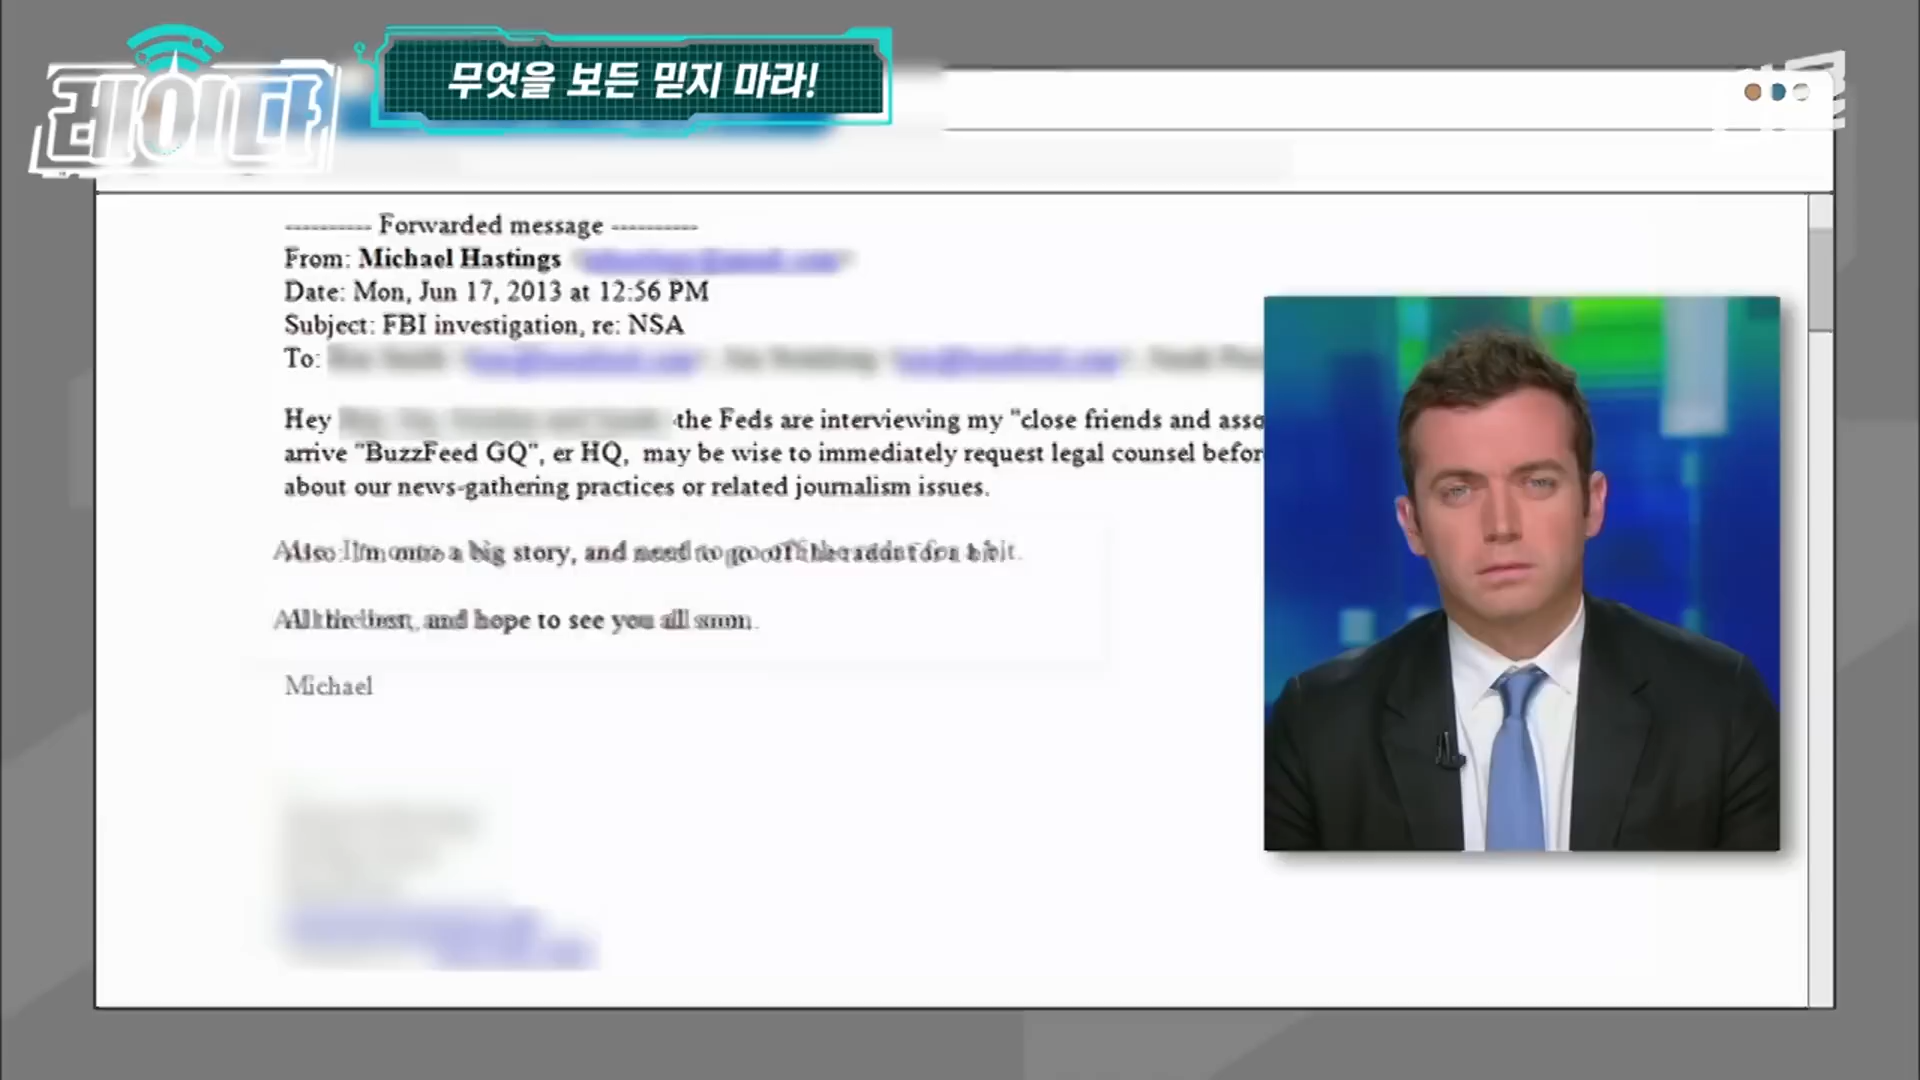 레이다
무엇을 보든 믿지 마라!
---------- Forwarded message ----------
From: Michael Hastings
Date: Mon, Jun 17, 2013 at 12:56 PM
Subject: FBI investigation, re: NSA
To:
Hey the Feds are interviewing my "close friends and asso
arrive "BuzzFeed GQ", er HQ, may be wise to immediately request legal counsel befor
about our news-gathering practices or related journalism issues.
Also: I'm onto a big story, and need to go off the radat for a bit.
All the best, and hope to see you all soon.
Michael